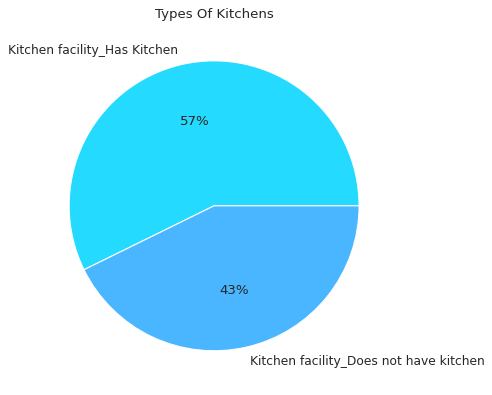 Types Of Kitchens
Kitchen facility_Has Kitchen
57%
43%
Kitchen facility_Does not have kitchen